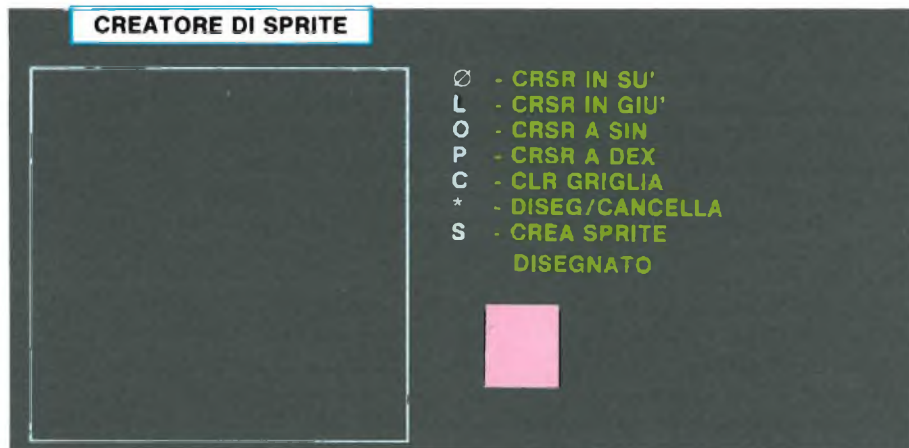 CREATORE DI SPRITE
∅ - CRSR IN SU'
L - CRSR IN GIU'
O - CRSR A SIN
P - CRSR A DEX
C - CLR GRIGLIA
* - DISEG/CANCELLA
S - CREA SPRITE
DISEGNATO